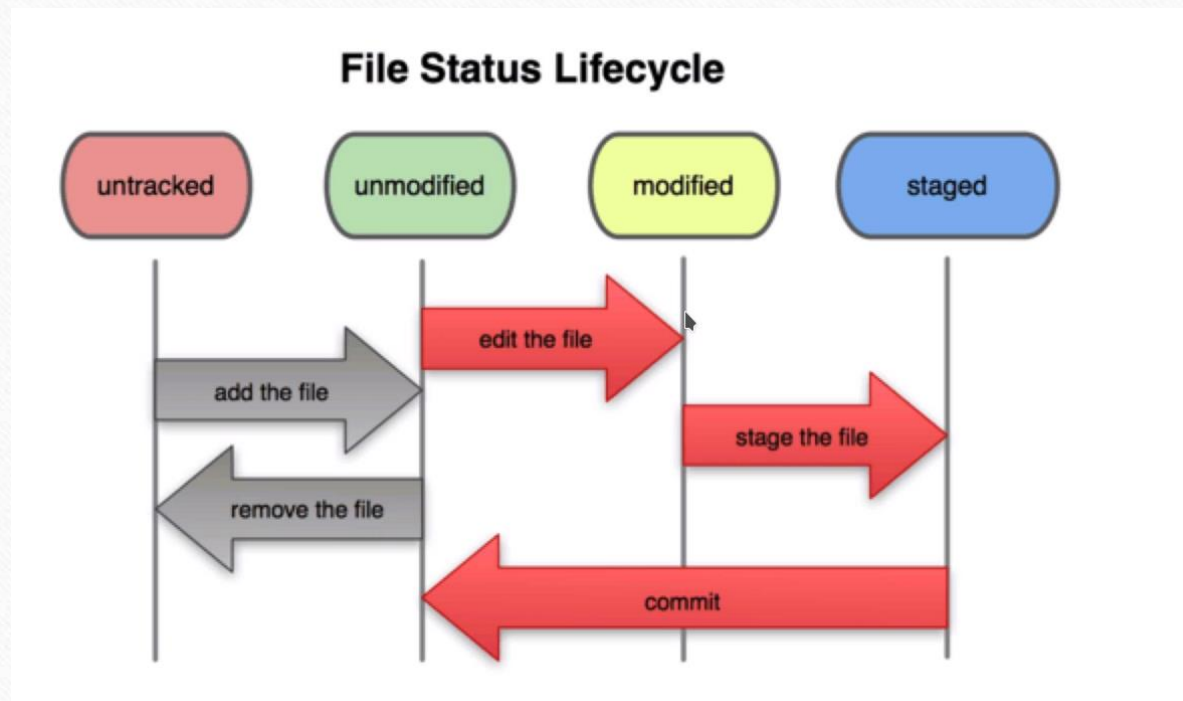 File Status Lifecycle
untracked
unmodified
modified
staged
edit the file
add the file
stage the file
remove the file
commit